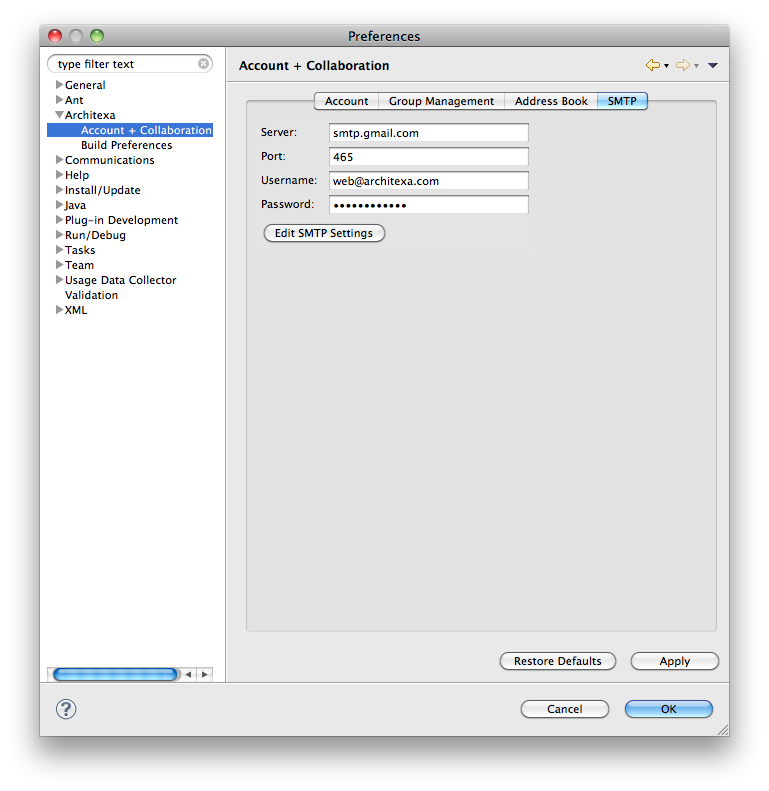 Preferences
type filter text
General
Ant
Architexa
Account + Collaboration
Build Preferences
Communications
Help
Install/Update
Java
Plug-in Development
Run/Debug
Tasks
Team
Usage Data Collector
Validation
XML
Account + Collaboration
Account Group Management Address Book SMTP
Server: smtp.gmail.com
Port: 465
Username: web@architexa.com
Password: ••••••••••••
Edit SMTP Settings
Restore Defaults Apply
? Cancel OK